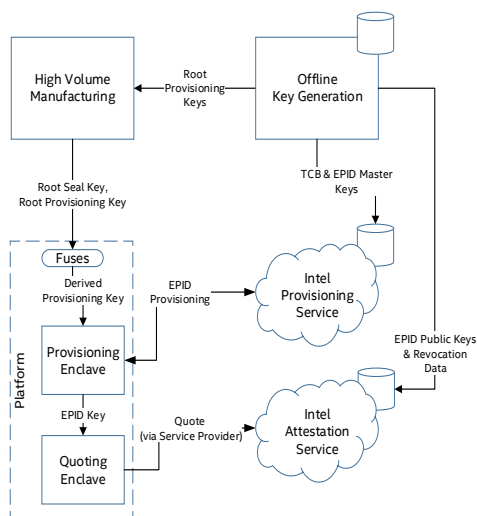 High Volume
Manufacturing
Root
Provisioning
Keys
Offline
Key Generation
Root Seal Key,
Root Provisioning Key
TCB & EPID Master
Keys
Fuses
Derived
Provisioning Key
EPID
Provisioning
Intel
Provisioning
Service
Platform
Provisioning
Enclave
EPID Public Keys
& Revocation
Data
EPID Key
Quote
(via Service Provider)
Intel
Attestation
Service
Quoting
Enclave